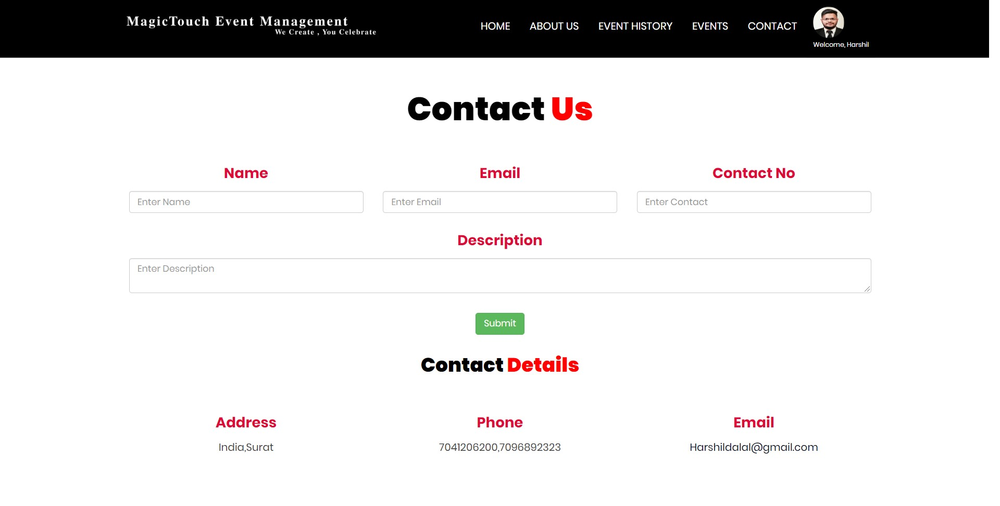 MagicTouch Event Management
We Create , You Celebrate
HOME ABOUT US EVENT HISTORY EVENTS CONTACT
Welcome, Harshil
Contact Us
Name Email Contact No
Enter Name Enter Email Enter Contact
Description
Enter Description
Submit
Contact Details
Address Phone Email
India,Surat 7041206200,7096892323 Harshildalal@gmail.com